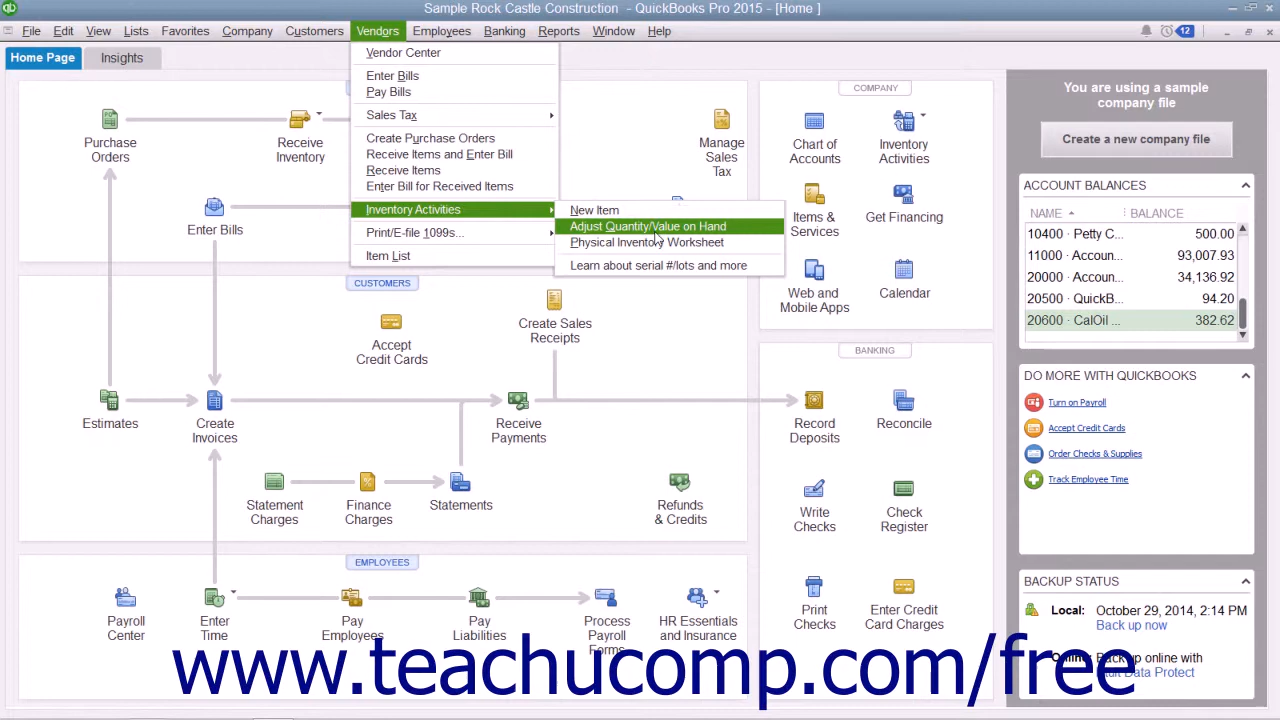 Sample Rock Castle Construction - QuickBooks Pro 2015 - [Home ]
File Edit View Lists Favorites Company Customers Vendors Employees Banking Reports Window Help
12
Home Page
Insights
Vendor Center
Enter Bills
Pay Bills
Sales Tax
Create Purchase Orders
Receive Items and Enter Bill
Receive Items
Enter Bill for Received Items
Inventory Activities
Print/E-file 1099s...
Item List
New Item
Adjust Quantity/Value on Hand
Physical Inventory Worksheet
Learn about serial #/lots and more
Purchase
Orders
Receive
Inventory
Enter Bills
Manage
Sales
Tax
CUSTOMERS
Accept
Credit Cards
Create Sales
Receipts
Estimates
Create
Invoices
Receive
Payments
Statement
Charges
Finance
Charges
Statements
Refunds
& Credits
EMPLOYEES
Payroll
Center
Enter
Time
Pay
Employees
Pay
Liabilities
Process
Payroll
Forms
HR Essentials
and Insurance
COMPANY
Chart of
Accounts
Inventory
Activities
Items &
Services
Get Financing
Web and
Mobile Apps
Calendar
BANKING
Record
Deposits
Reconcile
Write
Checks
Check
Register
Print
Checks
Enter Credit
Card Charges
You are using a sample
company file
Create a new company file
ACCOUNT BALANCES
NAME BALANCE
10400 · Petty C... 500.00
11000 · Accoun... 93,007.93
20000 · Accoun... 34,136.92
20500 · QuickB... 94.20
20600 · CalOil ... 382.62
DO MORE WITH QUICKBOOKS
Turn on Payroll
Accept Credit Cards
Order Checks & Supplies
Track Employee Time
BACKUP STATUS
Local: October 29, 2014, 2:14 PM
Back up now
Online: Back up online with
Intuit Data Protect
www.teachucomp.com/free